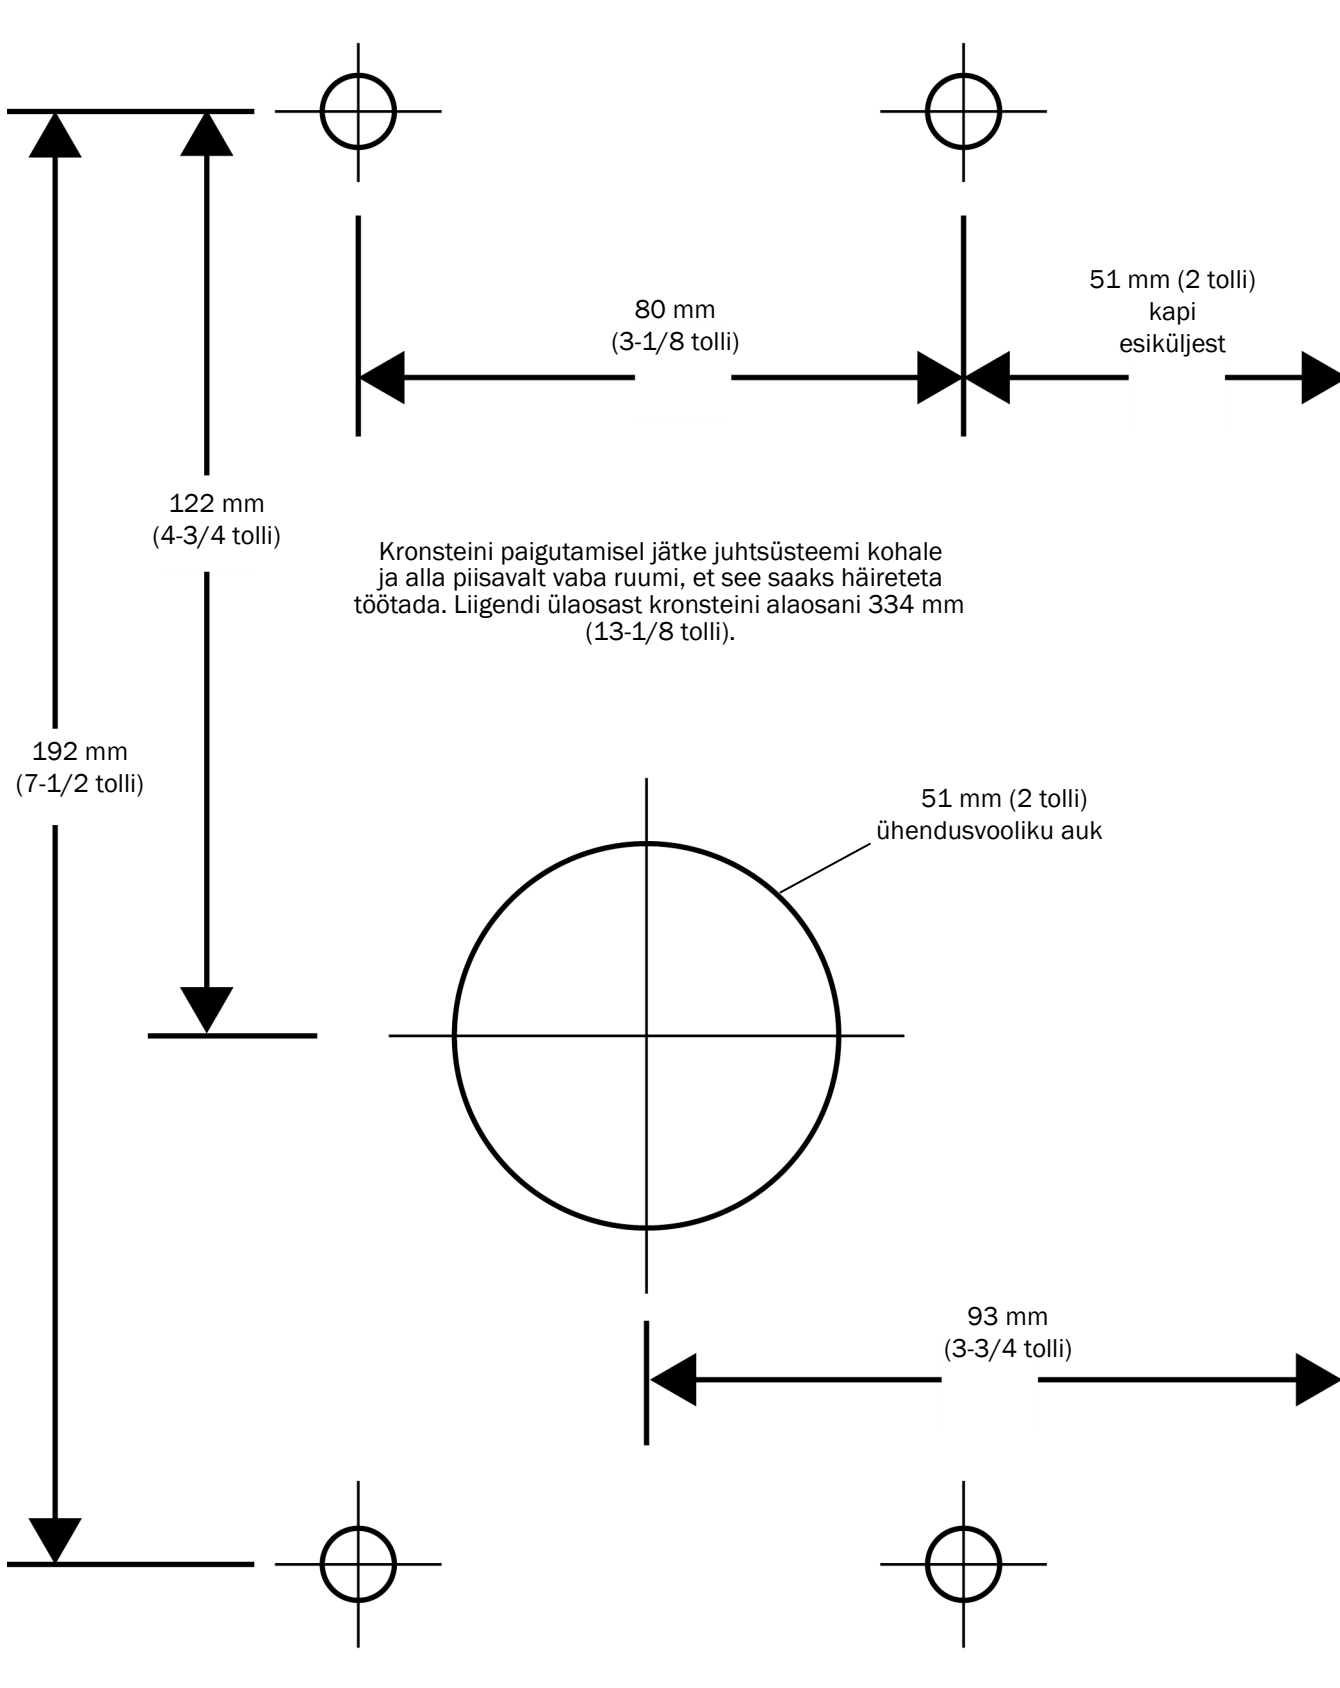 51 mm (2 tolli)
kapi
esiküljest
80 mm
(3-1/8 tolli)
122 mm
(4-3/4 tolli)
Kronsteini paigutamisel jätke juhtsüsteemi kohale
ja alla piisavalt vaba ruumi, et see saaks häireteta
töötada. Liigendi ülaosast kronsteini alaosani 334 mm
(13-1/8 tolli).
192 mm
(7-1/2 tolli)
51 mm (2 tolli)
ühendusvooliku auk
93 mm
(3-3/4 tolli)